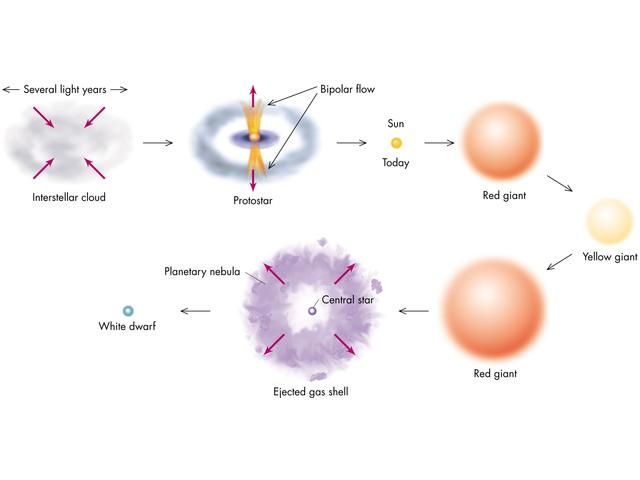 Several light years
Bipolar flow
Sun
Today
Interstellar cloud
Protostar
Red giant
Yellow giant
Planetary nebula
Central star
White dwarf
Red giant
Ejected gas shell